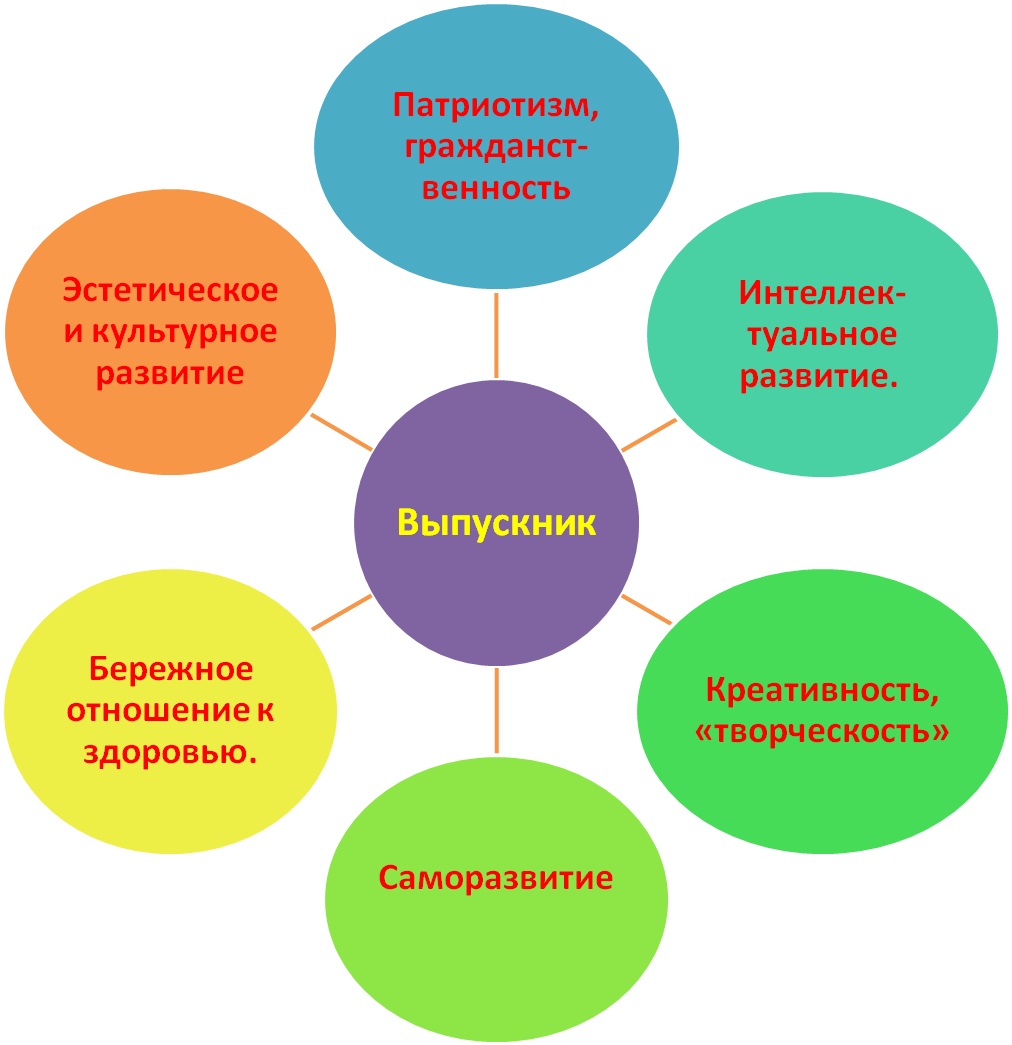 Патриотизм,
гражданст-
венность
Эстетическое
и культурное
развитие
Интеллек-
туальное
развитие.
Выпускник
Бережное
отношение к
здоровью.
Креативность,
«творческость»
Саморазвитие